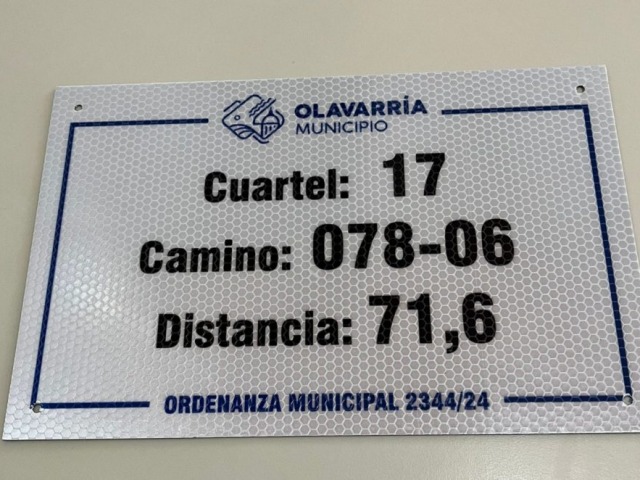 OLAVARRÍA
MUNICIPIO
Cuartel: 17
Camino: 078-06
Distancia: 71,6
ORDENANZA MUNICIPAL 2344/24